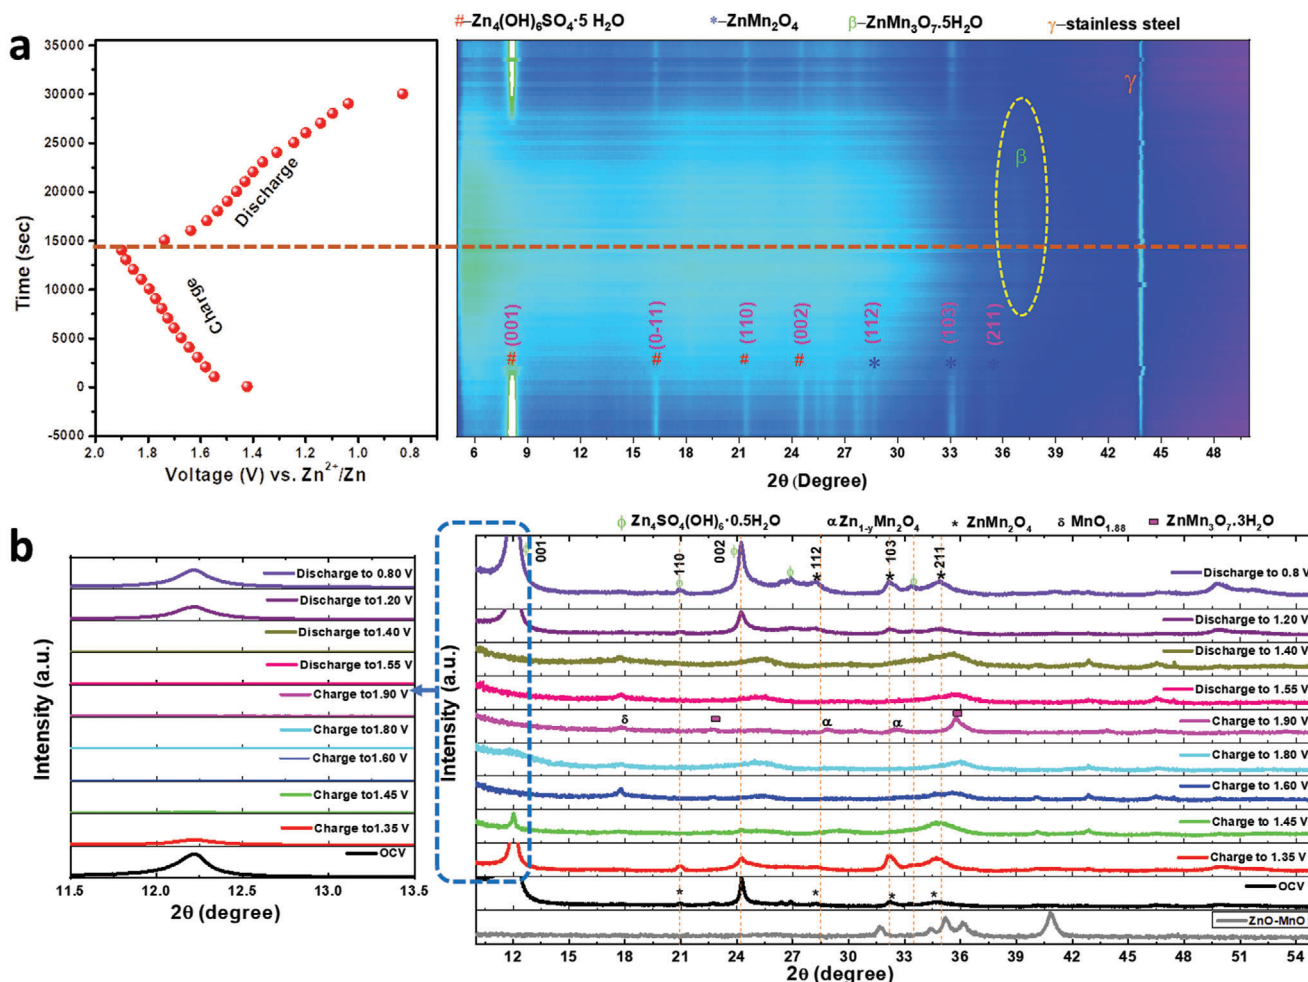 a
#–Zn4(OH)6SO4·5 H2O
*–ZnMn2O4
β–ZnMn3O7.5H2O
γ–stainless steel
35000
30000
25000
20000
15000
10000
5000
0
-5000
Time (sec)
Discharge
Charge
2.0 1.8 1.6 1.4 1.2 1.0 0.8
Voltage (V) vs. Zn2+/Zn
γ
β
(001) (0-11) (110) (002) (112) (103) (211)
# # # # * * *
6 9 12 15 18 21 24 27 30 33 36 39 42 45 48
2θ (Degree)
b
ϕ Zn4SO4(OH)6·0.5H2O
αZn1-yMn2O4
* ZnMn2O4
δ MnO1.88
ZnMn3O7.3H2O
Intensity (a.u.)
Discharge to 0.80 V
Discharge to1.20 V
Discharge to1.40 V
Discharge to1.55 V
Charge to1.90 V
Charge to1.80 V
Charge to1.60 V
Charge to1.45 V
Charge to1.35 V
OCV
11.5 12.0 12.5 13.0 13.5
2θ (degree)
Intensity (a.u.)
ϕ 001 110 ϕ 002 ϕ ϕ *112 *103 ϕ *211
Discharge to 0.8 V
Discharge to 1.20 V
Discharge to 1.40 V
Discharge to 1.55 V
δ α α
Charge to 1.90 V
Charge to 1.80 V
Charge to 1.60 V
Charge to 1.45 V
Charge to 1.35 V
* * * *
OCV
ZnO-MnO
12 15 18 21 24 27 30 33 36 39 42 45 48 51 54
2θ (degree)